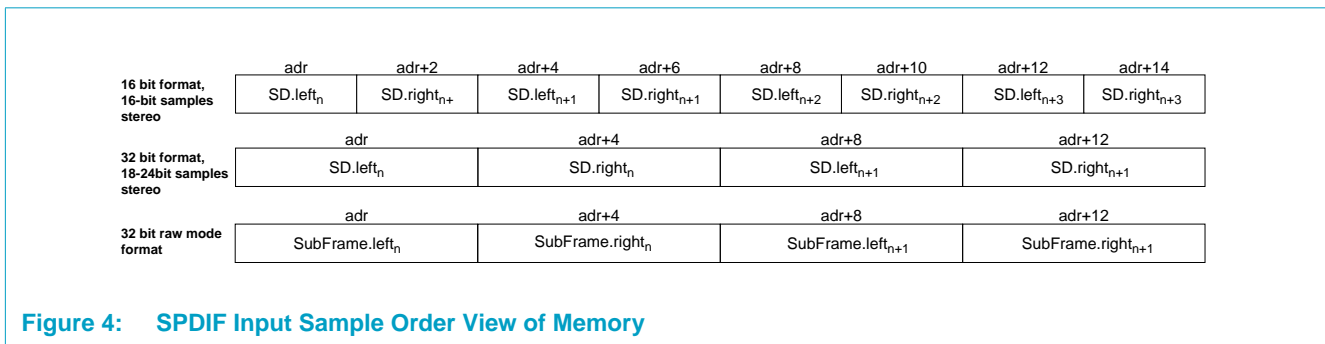 adr adr+2 adr+4 adr+6 adr+8 adr+10 adr+12 adr+14
16 bit format,
16-bit samples
stereo
SD.leftn SD.rightn+ SD.leftn+1 SD.rightn+1 SD.leftn+2 SD.rightn+2 SD.leftn+3 SD.rightn+3
adr adr+4 adr+8 adr+12
32 bit format,
18-24bit samples
stereo
SD.leftn SD.rightn SD.leftn+1 SD.rightn+1
adr adr+4 adr+8 adr+12
32 bit raw mode
format
SubFrame.leftn SubFrame.rightn SubFrame.leftn+1 SubFrame.rightn+1
Figure 4: SPDIF Input Sample Order View of Memory